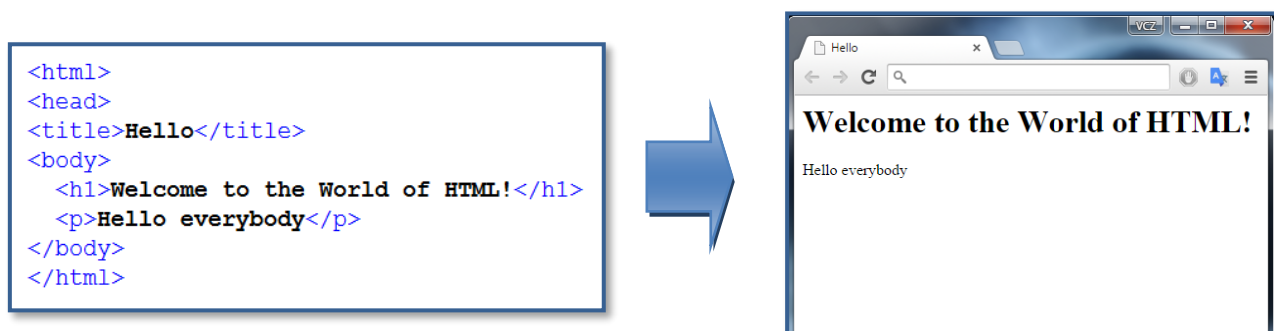 <html>
<head>
<title>Hello</title>
<body>
  <h1>Welcome to the World of HTML!</h1>
  <p>Hello everybody</p>
</body>
</html>
VCZ
Hello
Welcome to the World of HTML!
Hello everybody